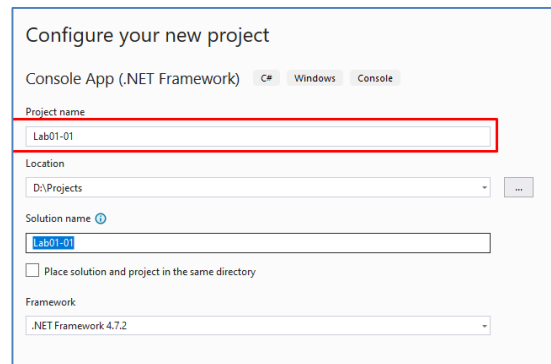 Configure your new project
Console App (.NET Framework) C# Windows Console
Project name
Lab01-01
Location
D:\Projects
...
Solution name
Lab01-01
Place solution and project in the same directory
Framework
.NET Framework 4.7.2